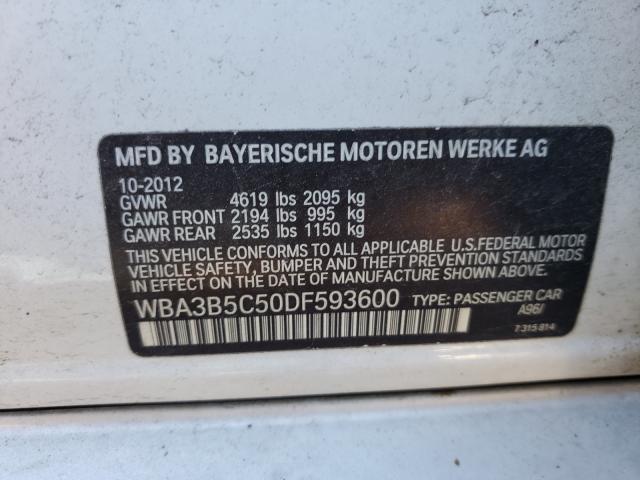 MFD BY BAYERISCHE MOTOREN WERKE AG
10-2012
GVWR 4619 lbs 2095 kg
GAWR FRONT 2194 lbs 995 kg
GAWR REAR 2535 lbs 1150 kg
THIS VEHICLE CONFORMS TO ALL APPLICABLE U.S.FEDERAL MOTOR
VEHICLE SAFETY, BUMPER AND THEFT PREVENTION STANDARDS
IN EFFECT ON THE DATE OF MANUFACTURE SHOWN ABOVE.
WBA3B5C50DF593600 TYPE: PASSENGER CAR
A96/
7 315 814